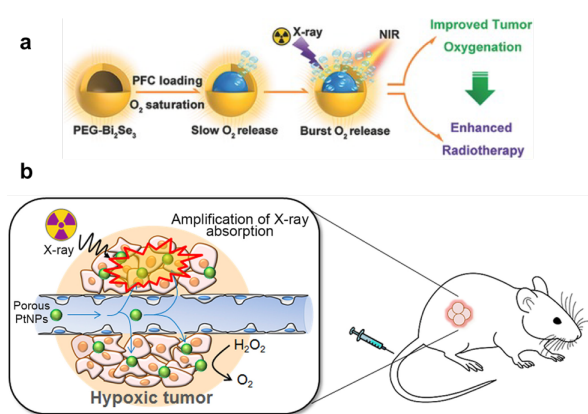 a
X-ray
NIR
Improved Tumor
Oxygenation
PFC loading
O₂ saturation
PEG-Bi₂Se₃
Slow O₂ release
Burst O₂ release
Enhanced
Radiotherapy
b
Amplification of X-ray
absorption
X-ray
Porous
PtNPs
H₂O₂
O₂
Hypoxic tumor